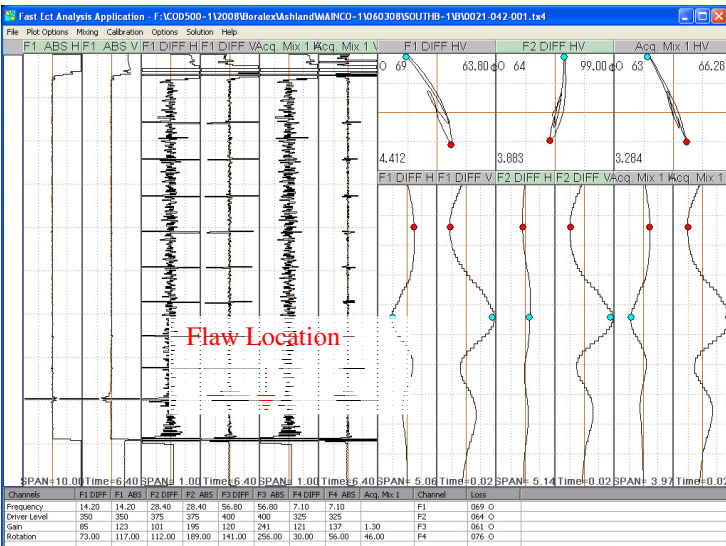 Fast Ect Analysis Application - F:\COD500-1\2008\Boralex\Ashland\MAINCO-1\060308\SOUTHB-1\B\0021-042-001.tx4
File Plot Options Mixing Calibration Options Solution Help
F1 ABS H F1 ABS V F1 DIFF H F1 DIFF V Acq. Mix 1 Acq. Mix 1 V F1 DIFF HV F2 DIFF HV Acq. Mix 1 HV
69 63.80 64 99.00 63 66.28
4.412 3.883 3.284
F1 DIFF H F1 DIFF V F2 DIFF H F2 DIFF V Acq. Mix 1 Acq. Mix 1
Flaw Location
SPAN=10.00 Time=6.40 SPAN= 1.00 Time=6.40 SPAN= 1.00 Time=6.40 SPAN= 5.06 Time=0.02 SPAN= 5.14 Time=0.02 SPAN= 3.97 Time=0.02
Channels F1 DIFF F1 ABS F2 DIFF F2 ABS F3 DIFF F3 ABS F4 DIFF F4 ABS Acq. Mix 1 Channel Loss
Frequency 14.20 14.20 28.40 28.40 56.80 56.80 7.10 7.10 F1 069 O
Driver Level 350 350 375 375 400 400 325 325 F2 064 O
Gain 85 123 101 195 120 241 121 137 1.30 F3 061 O
Rotation 73.00 117.00 112.00 189.00 141.00 256.00 30.00 56.00 46.00 F4 076 O